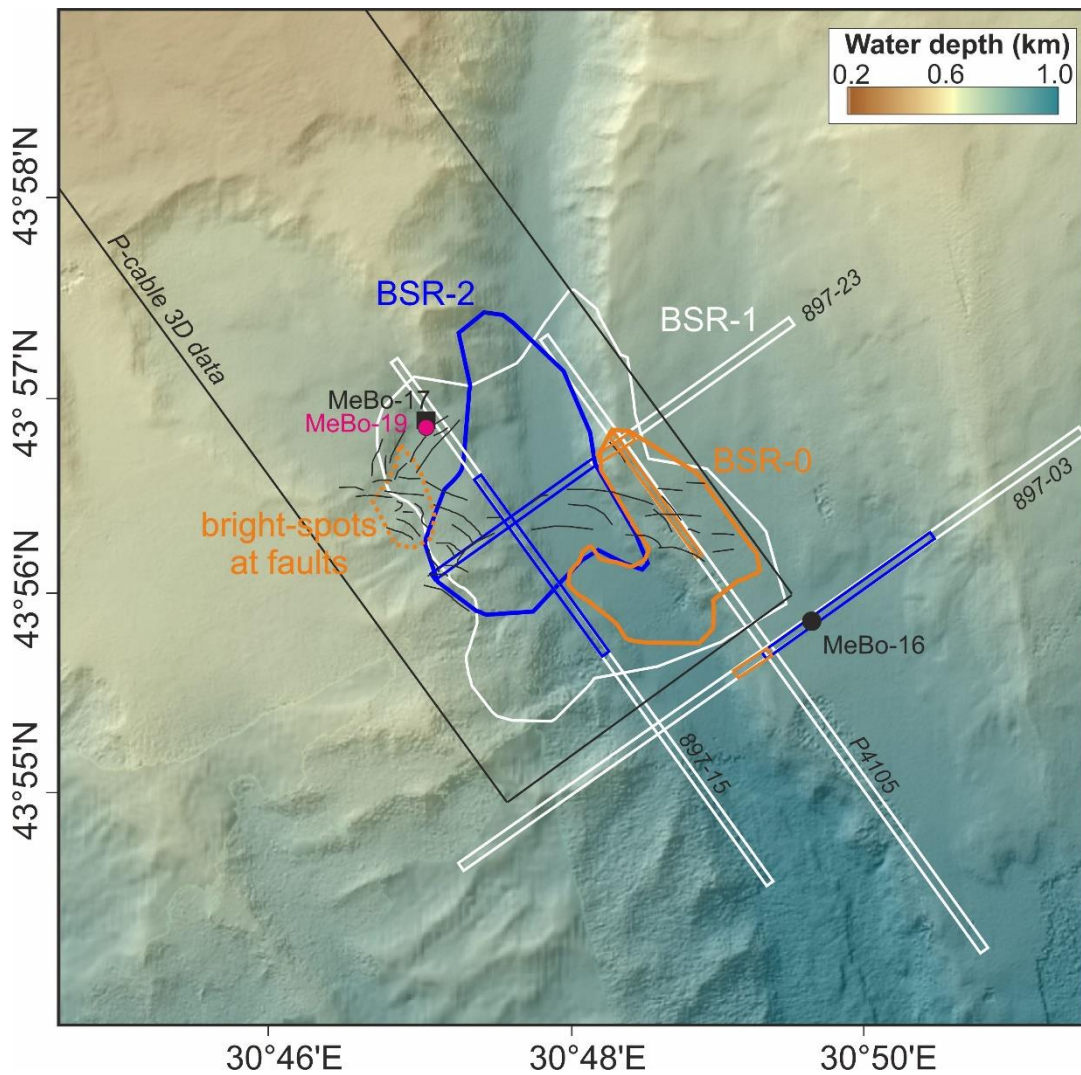 Water depth (km)
0.2 0.6 1.0
43°58'N
P-cable 3D data
BSR-2
BSR-1
897-23
43° 57'N
MeBo-17
MeBo-19
BSR-0
897-03
bright-spots
at faults
43°56'N
MeBo-16
897-15
P4105
43°55'N
30°46'E 30°48'E 30°50'E